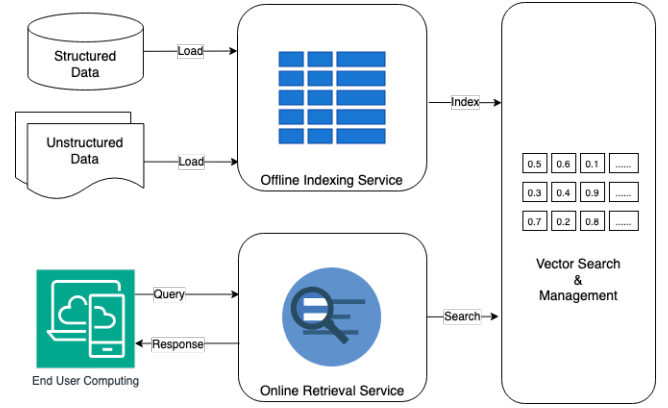 Structured
Data
Load
Unstructured
Data
Load
Offline Indexing Service
Index
0.5 0.6 0.1 ......
0.3 0.4 0.9 ......
0.7 0.2 0.8 ......
Vector Search
&
Management
Query
Response
End User Computing
Online Retrieval Service
Search